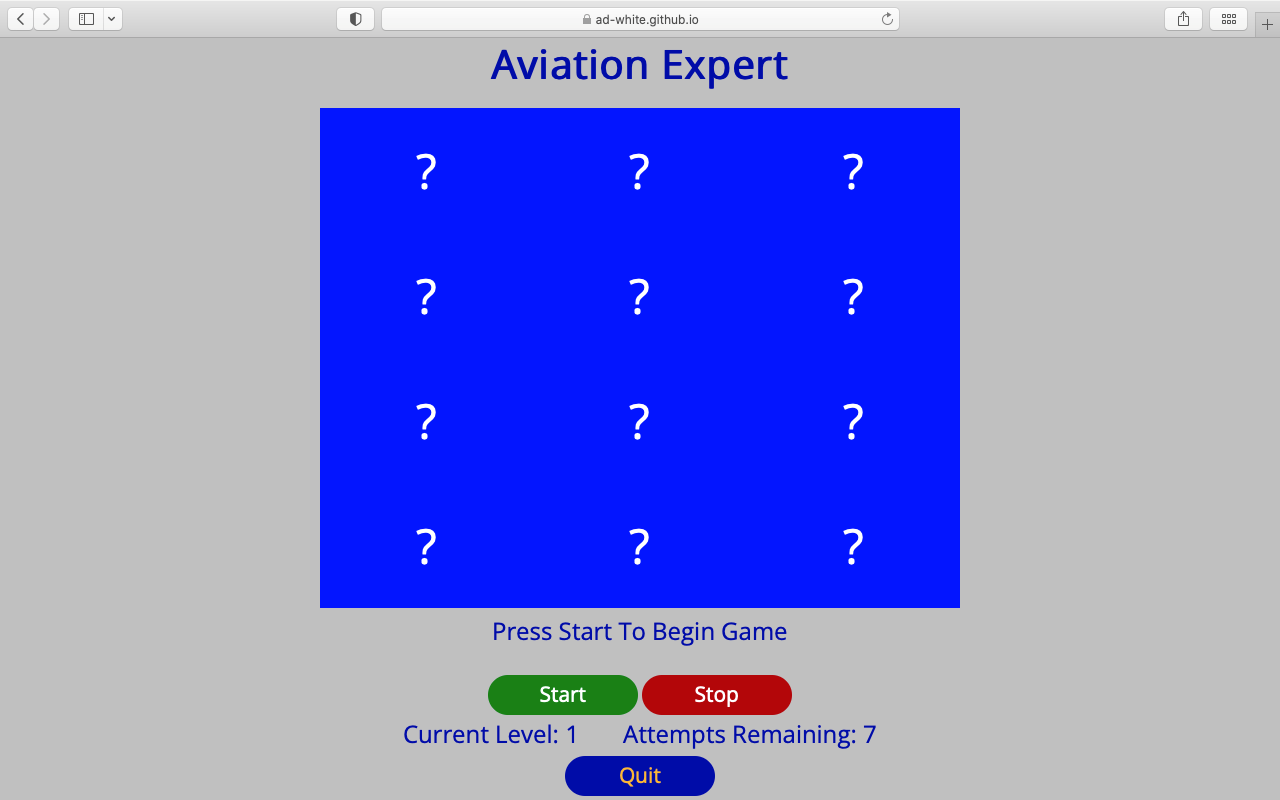 ad-white.github.io
Aviation Expert
? ? ?
? ? ?
? ? ?
? ? ?
Press Start To Begin Game
Start Stop
Current Level: 1 Attempts Remaining: 7
Quit